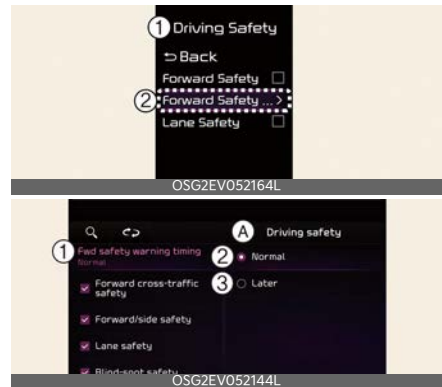 1 Driving Safety
⮌ Back
Forward Safety
2 Forward Safety ... >
Lane Safety
OSG2EV052164L
A Driving safety
1 Fwd safety warning timing
Normal
2 Normal
3 Later
Forward cross-traffic
safety
Forward/side safety
Lane safety
Blind-spot safety
OSG2EV052144L